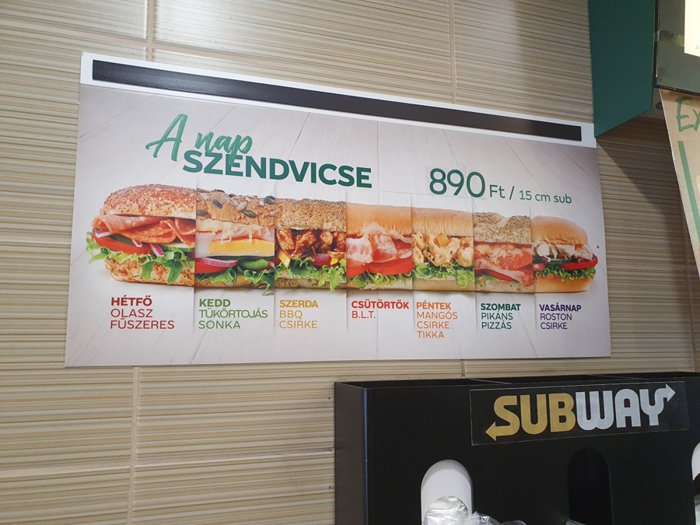 A nap
SZENDVICSE
890 Ft / 15 cm sub
HÉTFŐ
OLASZ
FŰSZERES
KEDD
TÜKÖRTOJÁS
SONKA
SZERDA
BBQ
CSIRKE
CSÜTÖRTÖK
B.L.T.
PÉNTEK
MANGÓS
CSIRKE
TIKKA
SZOMBAT
PIKÁNS
PIZZÁS
VASÁRNAP
ROSTON
CSIRKE
SUBWAY